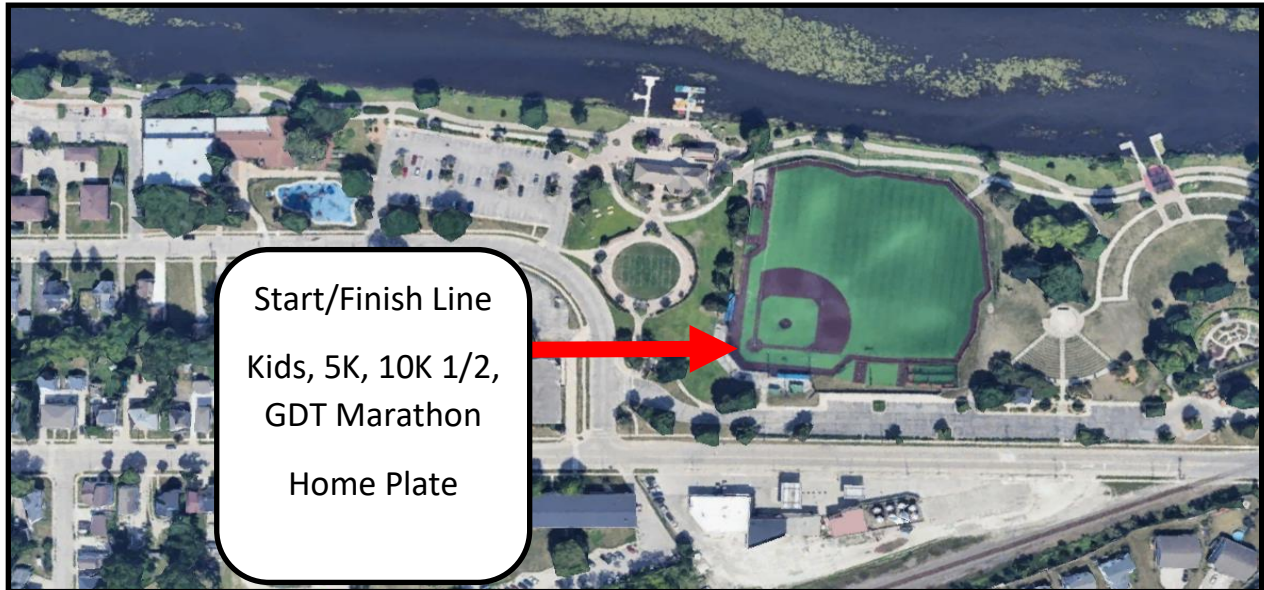 Start/Finish Line
Kids, 5K, 10K 1/2,
GDT Marathon
Home Plate